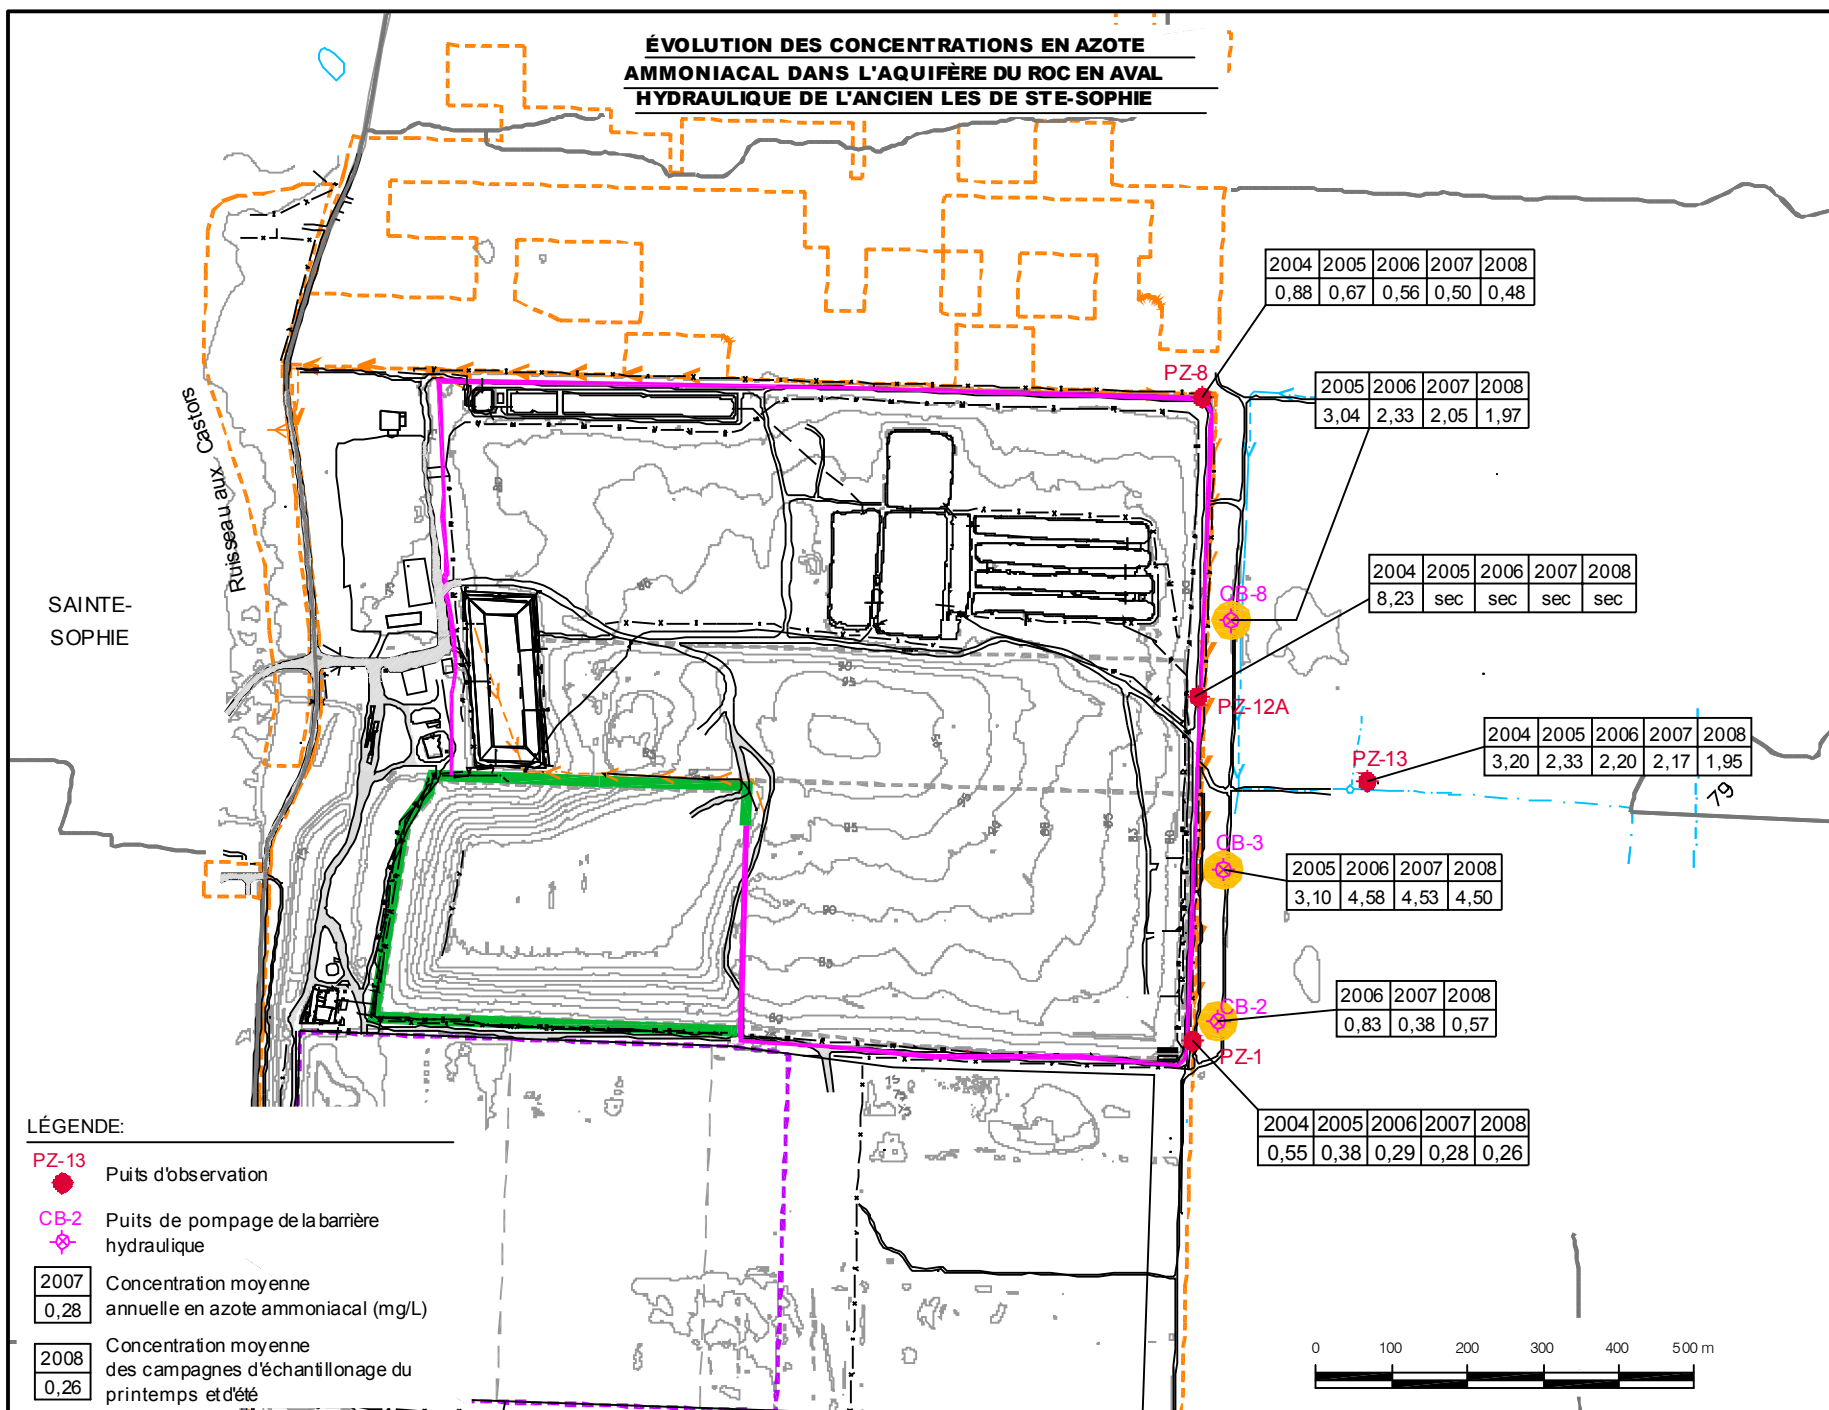 ÉVOLUTION DES CONCENTRATIONS EN AZOTE
AMMONIACAL DANS L'AQUIFÈRE DU ROC EN AVAL
HYDRAULIQUE DE L'ANCIEN LES DE STE-SOPHIE
2004 2005 2006 2007 2008
0,88 0,67 0,56 0,50 0,48
PZ-8
2005 2006 2007 2008
3,04 2,33 2,05 1,97
Ruisseau aux Castors
2004 2005 2006 2007 2008
8,23 sec sec sec sec
CB-8
SAINTE-
SOPHIE
PZ-12A
2004 2005 2006 2007 2008
3,20 2,33 2,20 2,17 1,95
PZ-13
79
CB-3
2005 2006 2007 2008
3,10 4,58 4,53 4,50
2006 2007 2008
0,83 0,38 0,57
CB-2
PZ-1
2004 2005 2006 2007 2008
0,55 0,38 0,29 0,28 0,26
LÉGENDE:
PZ-13
Puits d'observation
CB-2
Puits de pompage de la barrière
hydraulique
2007
0,28
Concentration moyenne
annuelle en azote ammoniacal (mg/L)
2008
0,26
Concentration moyenne
des campagnes d'échantillonage du
printemps et d'été
0 100 200 300 400 500 m